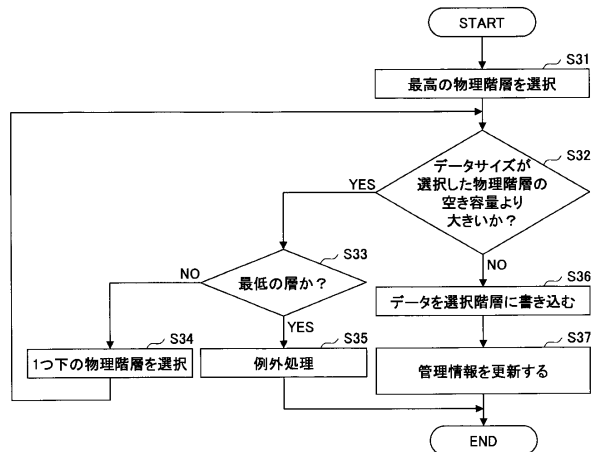 START
S31
最高の物理階層を選択
S32
データサイズが
選択した物理階層の
空き容量より
大きいか？
YES
NO
S33
最低の層か？
NO
YES
S36
データを選択階層に書き込む
S34
1つ下の物理階層を選択
S35
例外処理
S37
管理情報を更新する
END